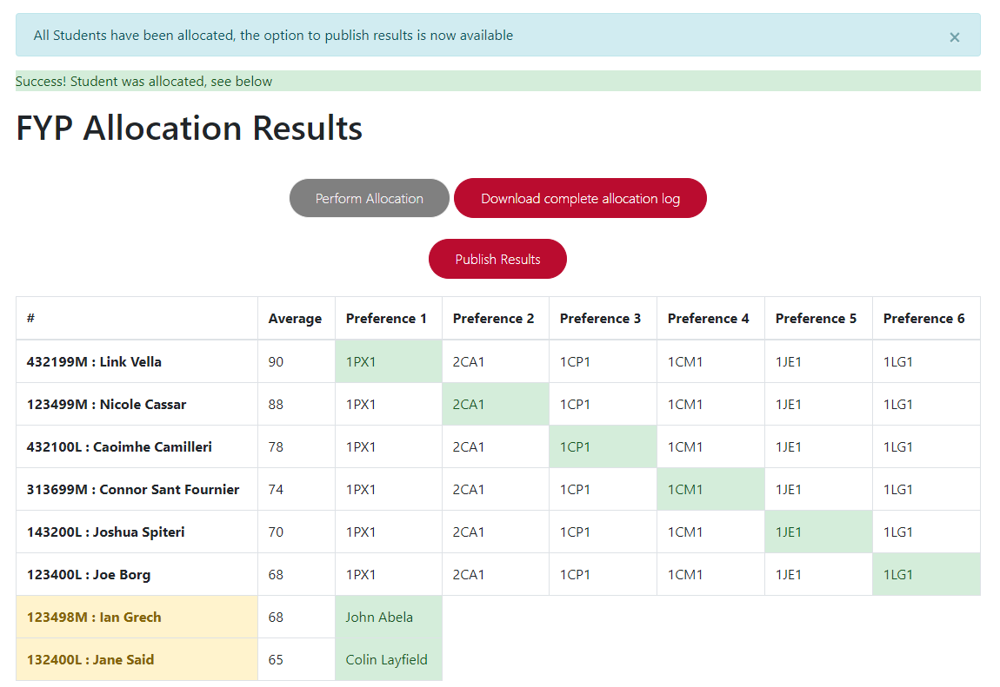 All Students have been allocated, the option to publish results is now available ×
Success! Student was allocated, see below
FYP Allocation Results
Perform Allocation Download complete allocation log
Publish Results
# Average Preference 1 Preference 2 Preference 3 Preference 4 Preference 5 Preference 6
432199M : Link Vella 90 1PX1 2CA1 1CP1 1CM1 1JE1 1LG1
123499M : Nicole Cassar 88 1PX1 2CA1 1CP1 1CM1 1JE1 1LG1
432100L : Caoimhe Camilleri 78 1PX1 2CA1 1CP1 1CM1 1JE1 1LG1
313699M : Connor Sant Fournier 74 1PX1 2CA1 1CP1 1CM1 1JE1 1LG1
143200L : Joshua Spiteri 70 1PX1 2CA1 1CP1 1CM1 1JE1 1LG1
123400L : Joe Borg 68 1PX1 2CA1 1CP1 1CM1 1JE1 1LG1
123498M : Ian Grech 68 John Abela
132400L : Jane Said 65 Colin Layfield